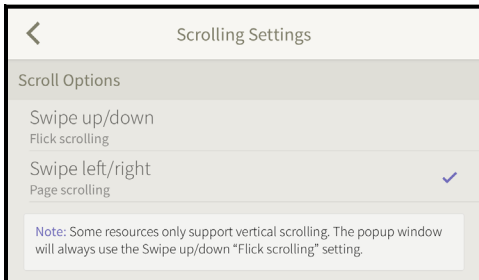 Scrolling Settings
Scroll Options
Swipe up/down
Flick scrolling
Swipe left/right
Page scrolling
Note: Some resources only support vertical scrolling. The popup window
will always use the Swipe up/down “Flick scrolling” setting.